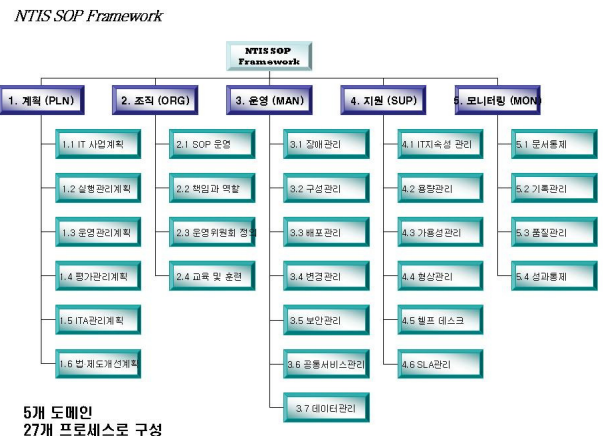 NTIS SOP Framework
NTIS SOP
Framework
1. 계획 (PLN)
2. 조직 (ORG)
3. 운영 (MAN)
4. 지원 (SUP)
5. 모니터링 (MON)
1.1 IT 사업계획
1.2 실행관리계획
1.3 운영관리계획
1.4 평가관리계획
1.5 ITA관리계획
1.6 법·제도개선계획
2.1 SOP 운영
2.2 책임과 역할
2.3 운영위원회 정의
2.4 교육 및 훈련
3.1 장애관리
3.2 구성관리
3.3 배포관리
3.4 변경관리
3.5 보안관리
3.6 공통서비스관리
3.7 데이터관리
4.1 IT지속성 관리
4.2 용량관리
4.3 가용성관리
4.4 형상관리
4.5 헬프 데스크
4.6 SLA관리
5.1 문서통제
5.2 기록관리
5.3 품질관리
5.4 성과통제
5개 도메인
27개 프로세스로 구성